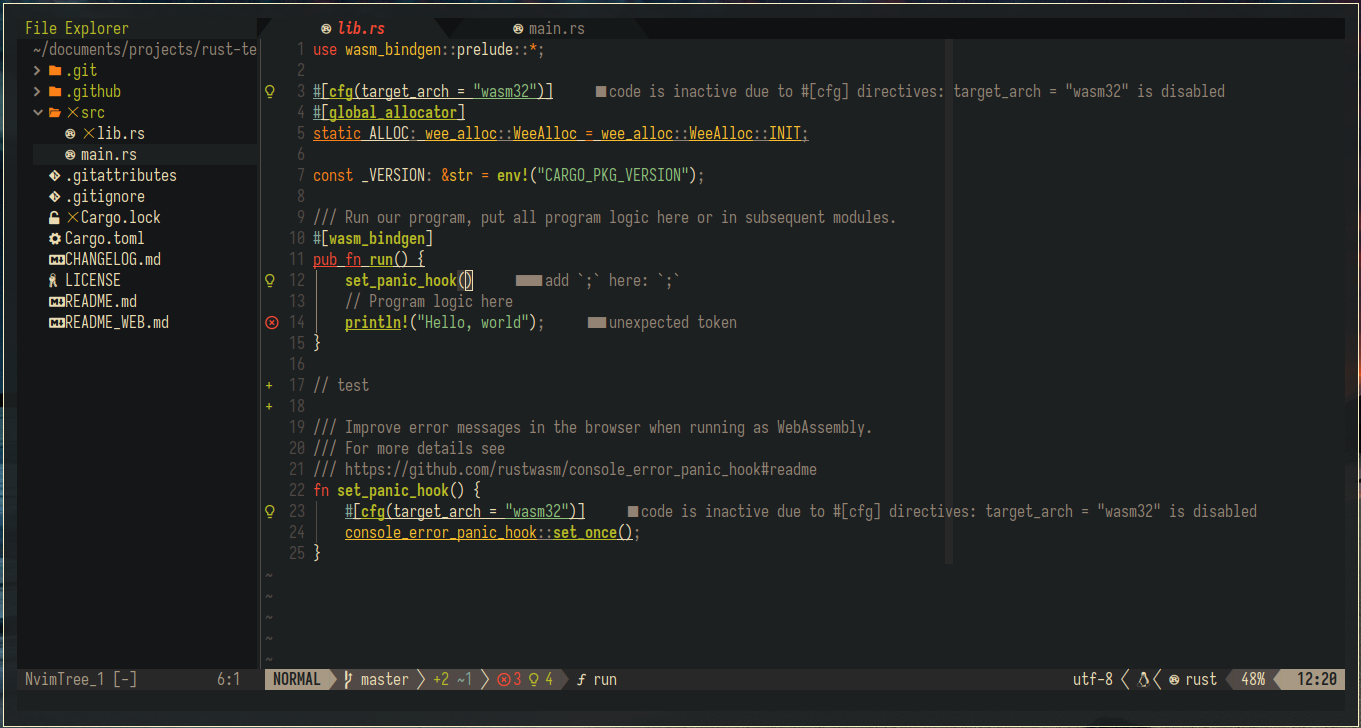 File Explorer
~/documents/projects/rust-te
.git
.github
src
lib.rs
main.rs
.gitattributes
.gitignore
Cargo.lock
Cargo.toml
CHANGELOG.md
LICENSE
README.md
README_WEB.md
NvimTree_1 [-] 6:1
lib.rs main.rs
1 use wasm_bindgen::prelude::*;
2
3 #[cfg(target_arch = "wasm32")] code is inactive due to #[cfg] directives: target_arch = "wasm32" is disabled
4 #[global_allocator]
5 static ALLOC: wee_alloc::WeeAlloc = wee_alloc::WeeAlloc::INIT;
6
7 const _VERSION: &str = env!("CARGO_PKG_VERSION");
8
9 /// Run our program, put all program logic here or in subsequent modules.
10 #[wasm_bindgen]
11 pub fn run() {
12 set_panic_hook() add `;` here: `;`
13 // Program logic here
14 println!("Hello, world"); unexpected token
15 }
16
+ 17 // test
+ 18
19 /// Improve error messages in the browser when running as WebAssembly.
20 /// For more details see
21 /// https://github.com/rustwasm/console_error_panic_hook#readme
22 fn set_panic_hook() {
23 #[cfg(target_arch = "wasm32")] code is inactive due to #[cfg] directives: target_arch = "wasm32" is disabled
24 console_error_panic_hook::set_once();
25 }
~
~
~
~
~
NORMAL master +2 ~1 3 4 ƒ run utf-8 rust 48% 12:20